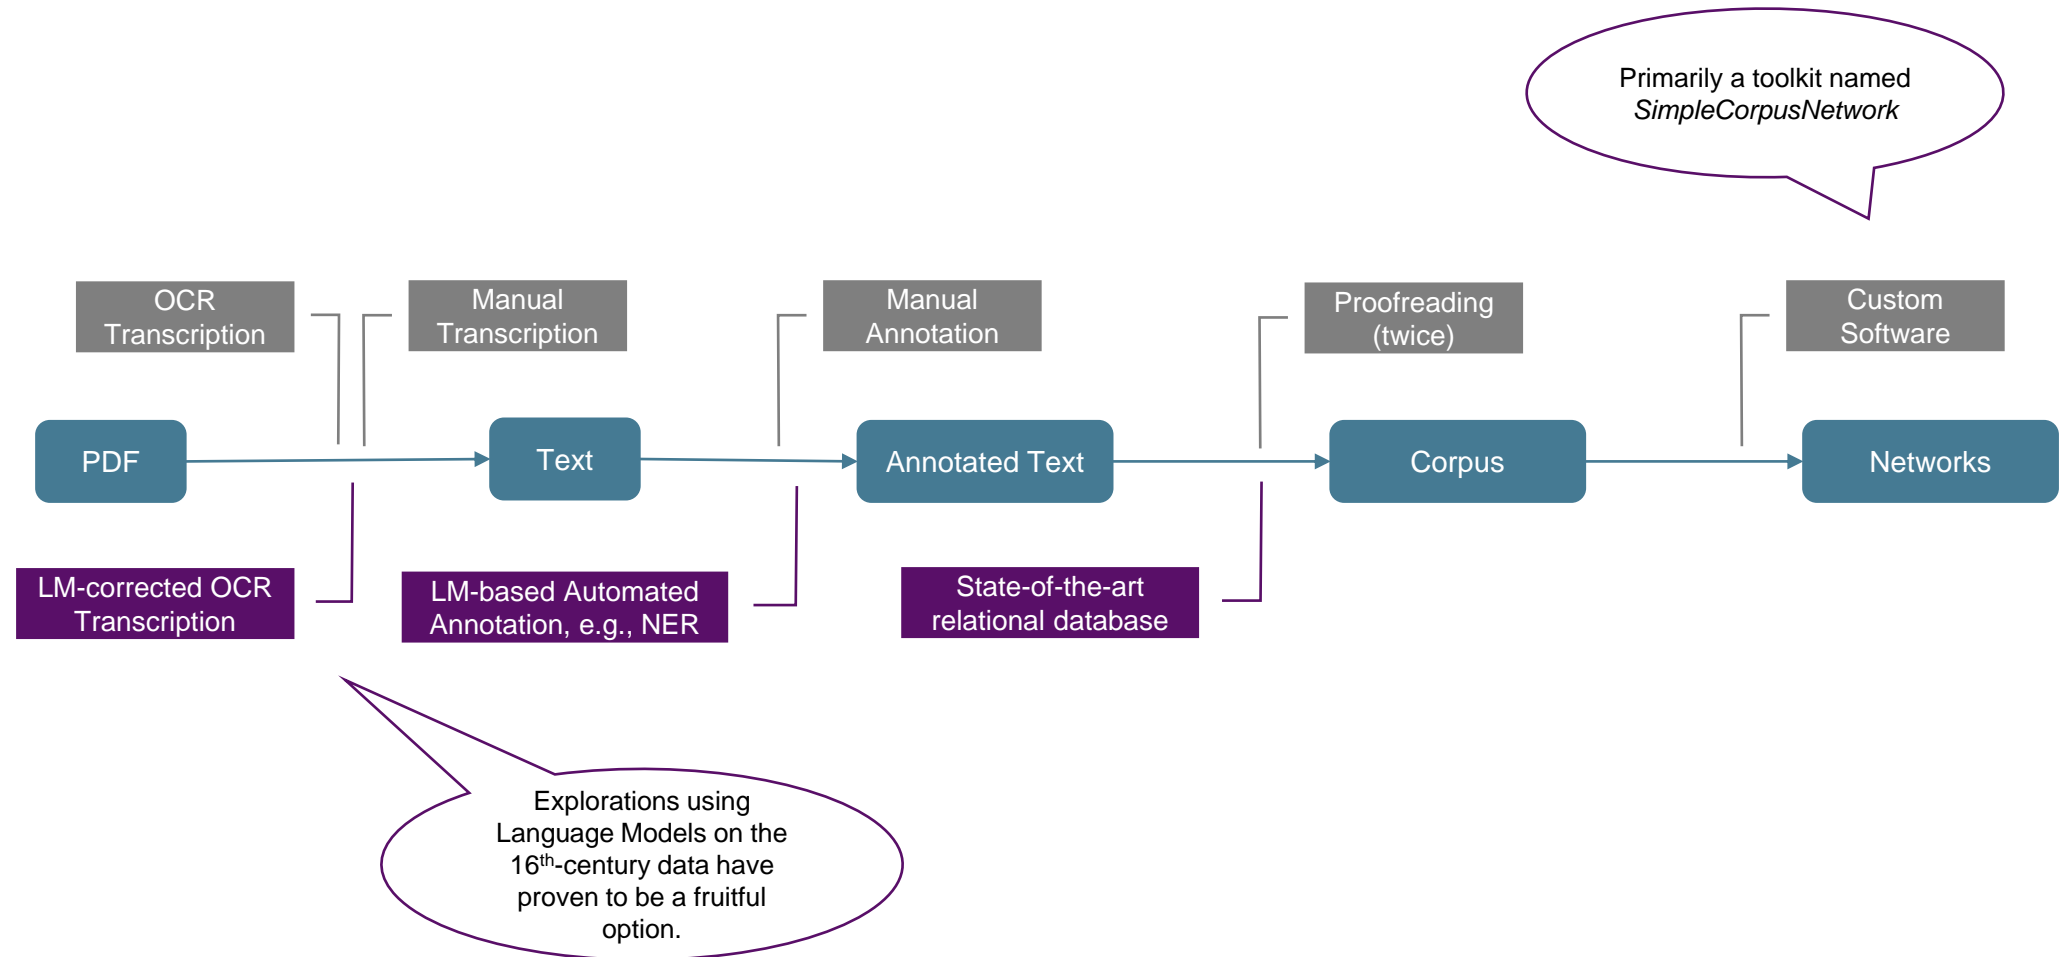 Primarily a toolkit named
SimpleCorpusNetwork
OCR
Transcription
Manual
Transcription
Manual
Annotation
Proofreading
(twice)
Custom
Software
PDF
Text
Annotated Text
Corpus
Networks
LM-corrected OCR
Transcription
LM-based Automated
Annotation, e.g., NER
State-of-the-art
relational database
Explorations using
Language Models on the
16th-century data have
proven to be a fruitful
option.